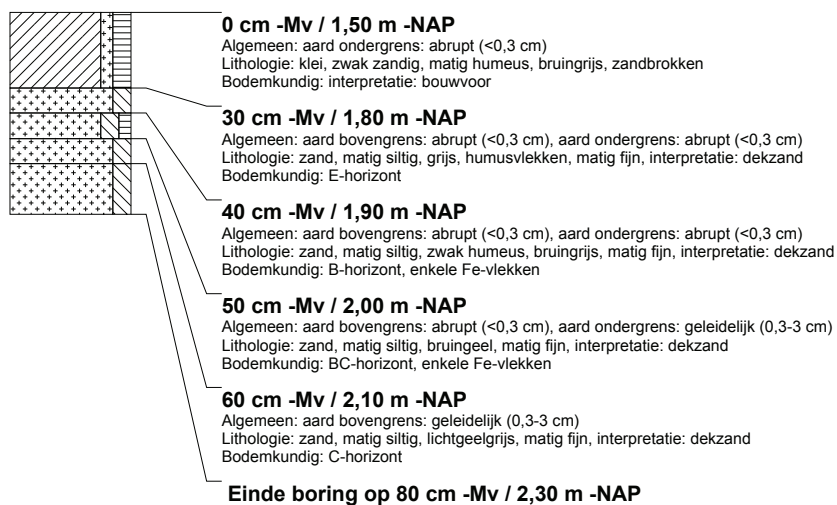 0 cm -Mv / 1,50 m -NAP
Algemeen: aard ondergrens: abrupt (<0,3 cm)
Lithologie: klei, zwak zandig, matig humeus, bruingrijs, zandbrokken
Bodemkundig: interpretatie: bouwvoor
30 cm -Mv / 1,80 m -NAP
Algemeen: aard bovengrens: abrupt (<0,3 cm), aard ondergrens: abrupt (<0,3 cm)
Lithologie: zand, matig siltig, grijs, humusvlekken, matig fijn, interpretatie: dekzand
Bodemkundig: E-horizont
40 cm -Mv / 1,90 m -NAP
Algemeen: aard bovengrens: abrupt (<0,3 cm), aard ondergrens: abrupt (<0,3 cm)
Lithologie: zand, matig siltig, zwak humeus, bruingrijs, matig fijn, interpretatie: dekzand
Bodemkundig: B-horizont, enkele Fe-vlekken
50 cm -Mv / 2,00 m -NAP
Algemeen: aard bovengrens: abrupt (<0,3 cm), aard ondergrens: geleidelijk (0,3-3 cm)
Lithologie: zand, matig siltig, bruingeel, matig fijn, interpretatie: dekzand
Bodemkundig: BC-horizont, enkele Fe-vlekken
60 cm -Mv / 2,10 m -NAP
Algemeen: aard bovengrens: geleidelijk (0,3-3 cm)
Lithologie: zand, matig siltig, lichtgeelgrijs, matig fijn, interpretatie: dekzand
Bodemkundig: C-horizont
Einde boring op 80 cm -Mv / 2,30 m -NAP